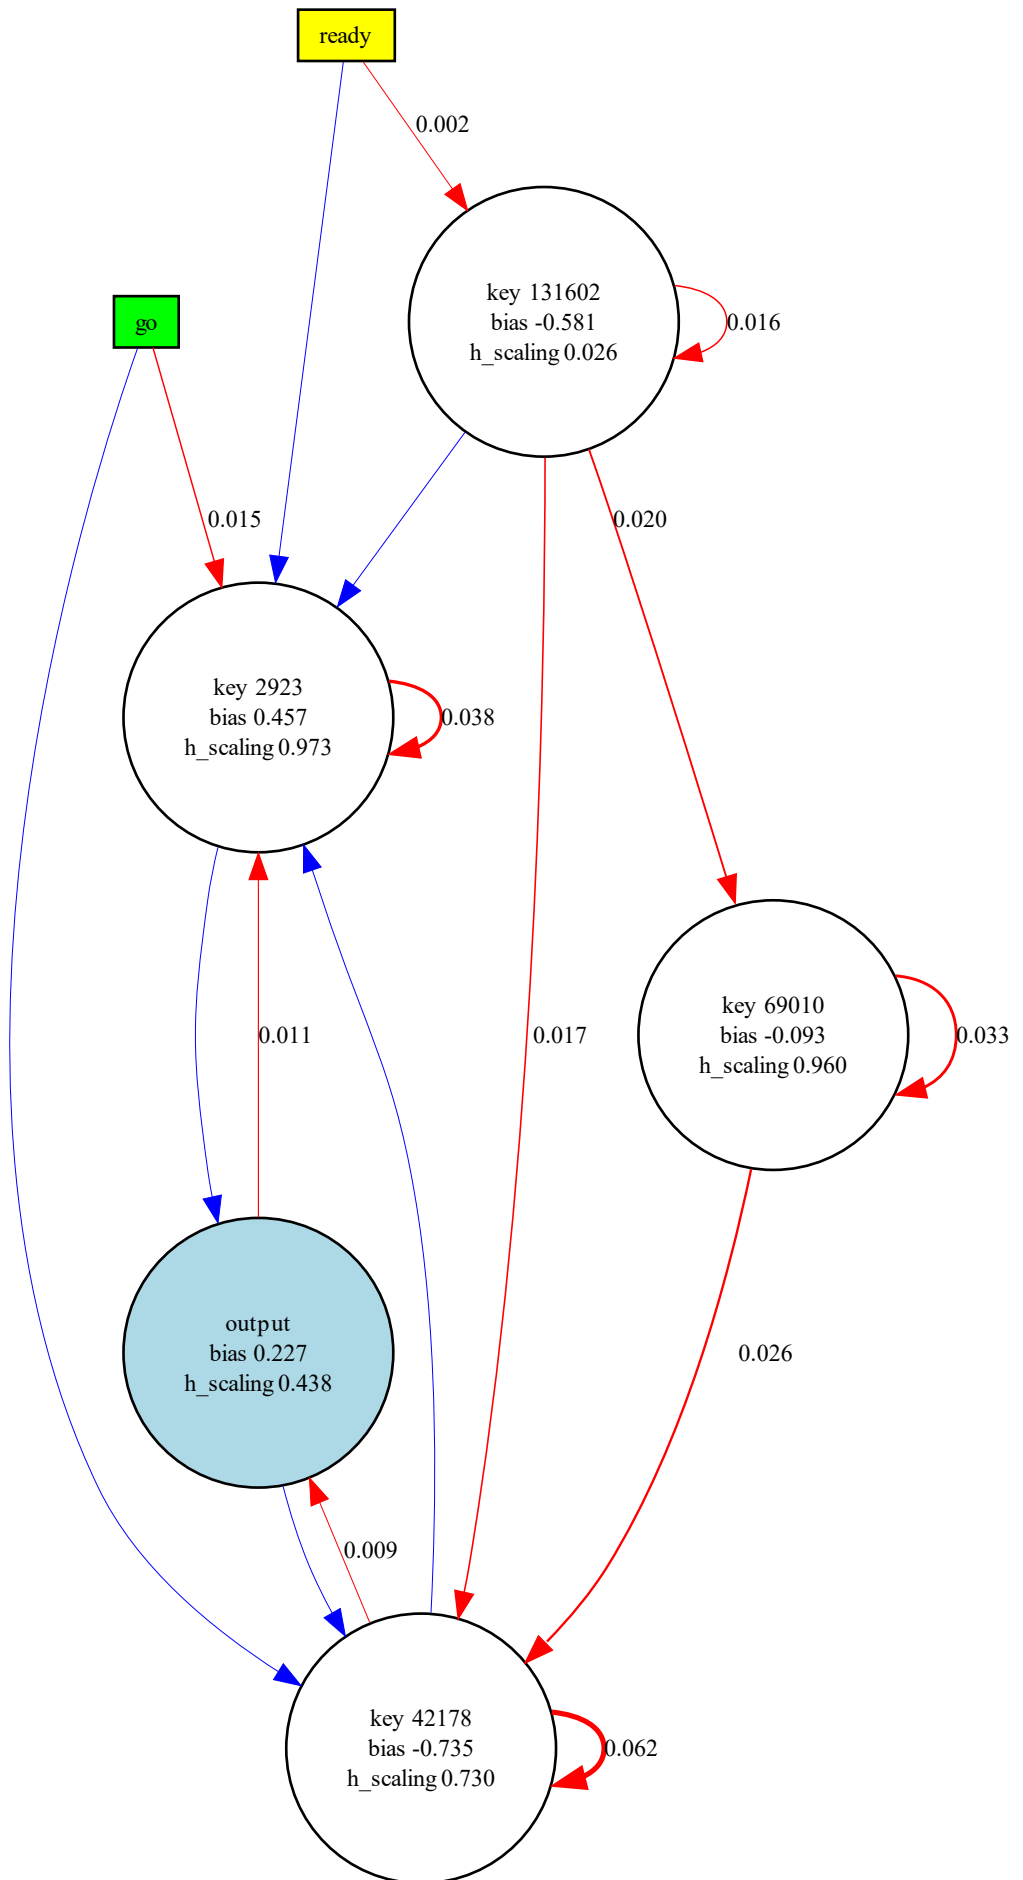 ready
0.002
key 131602
bias -0.581
h_scaling 0.026
0.016
go
0.015
0.020
key 2923
bias 0.457
h_scaling 0.973
0.038
0.011
0.017
key 69010
bias -0.093
h_scaling 0.960
0.033
output
bias 0.227
h_scaling 0.438
0.026
0.009
key 42178
bias -0.735
h_scaling 0.730
0.062